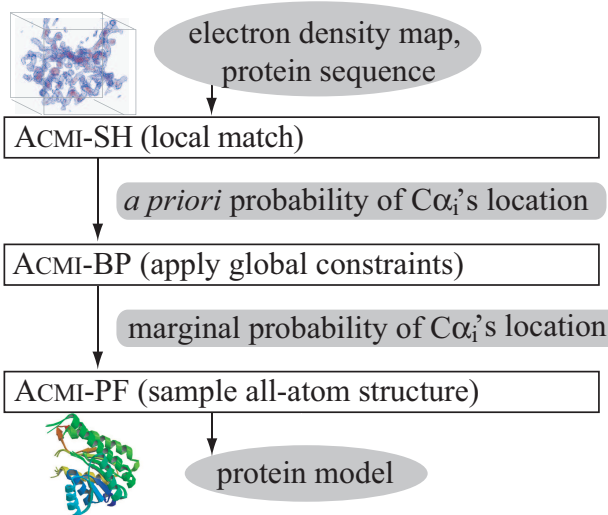 electron density map,
protein sequence
ACMI-SH (local match)
a priori probability of Cαi's location
ACMI-BP (apply global constraints)
marginal probability of Cαi's location
ACMI-PF (sample all-atom structure)
protein model